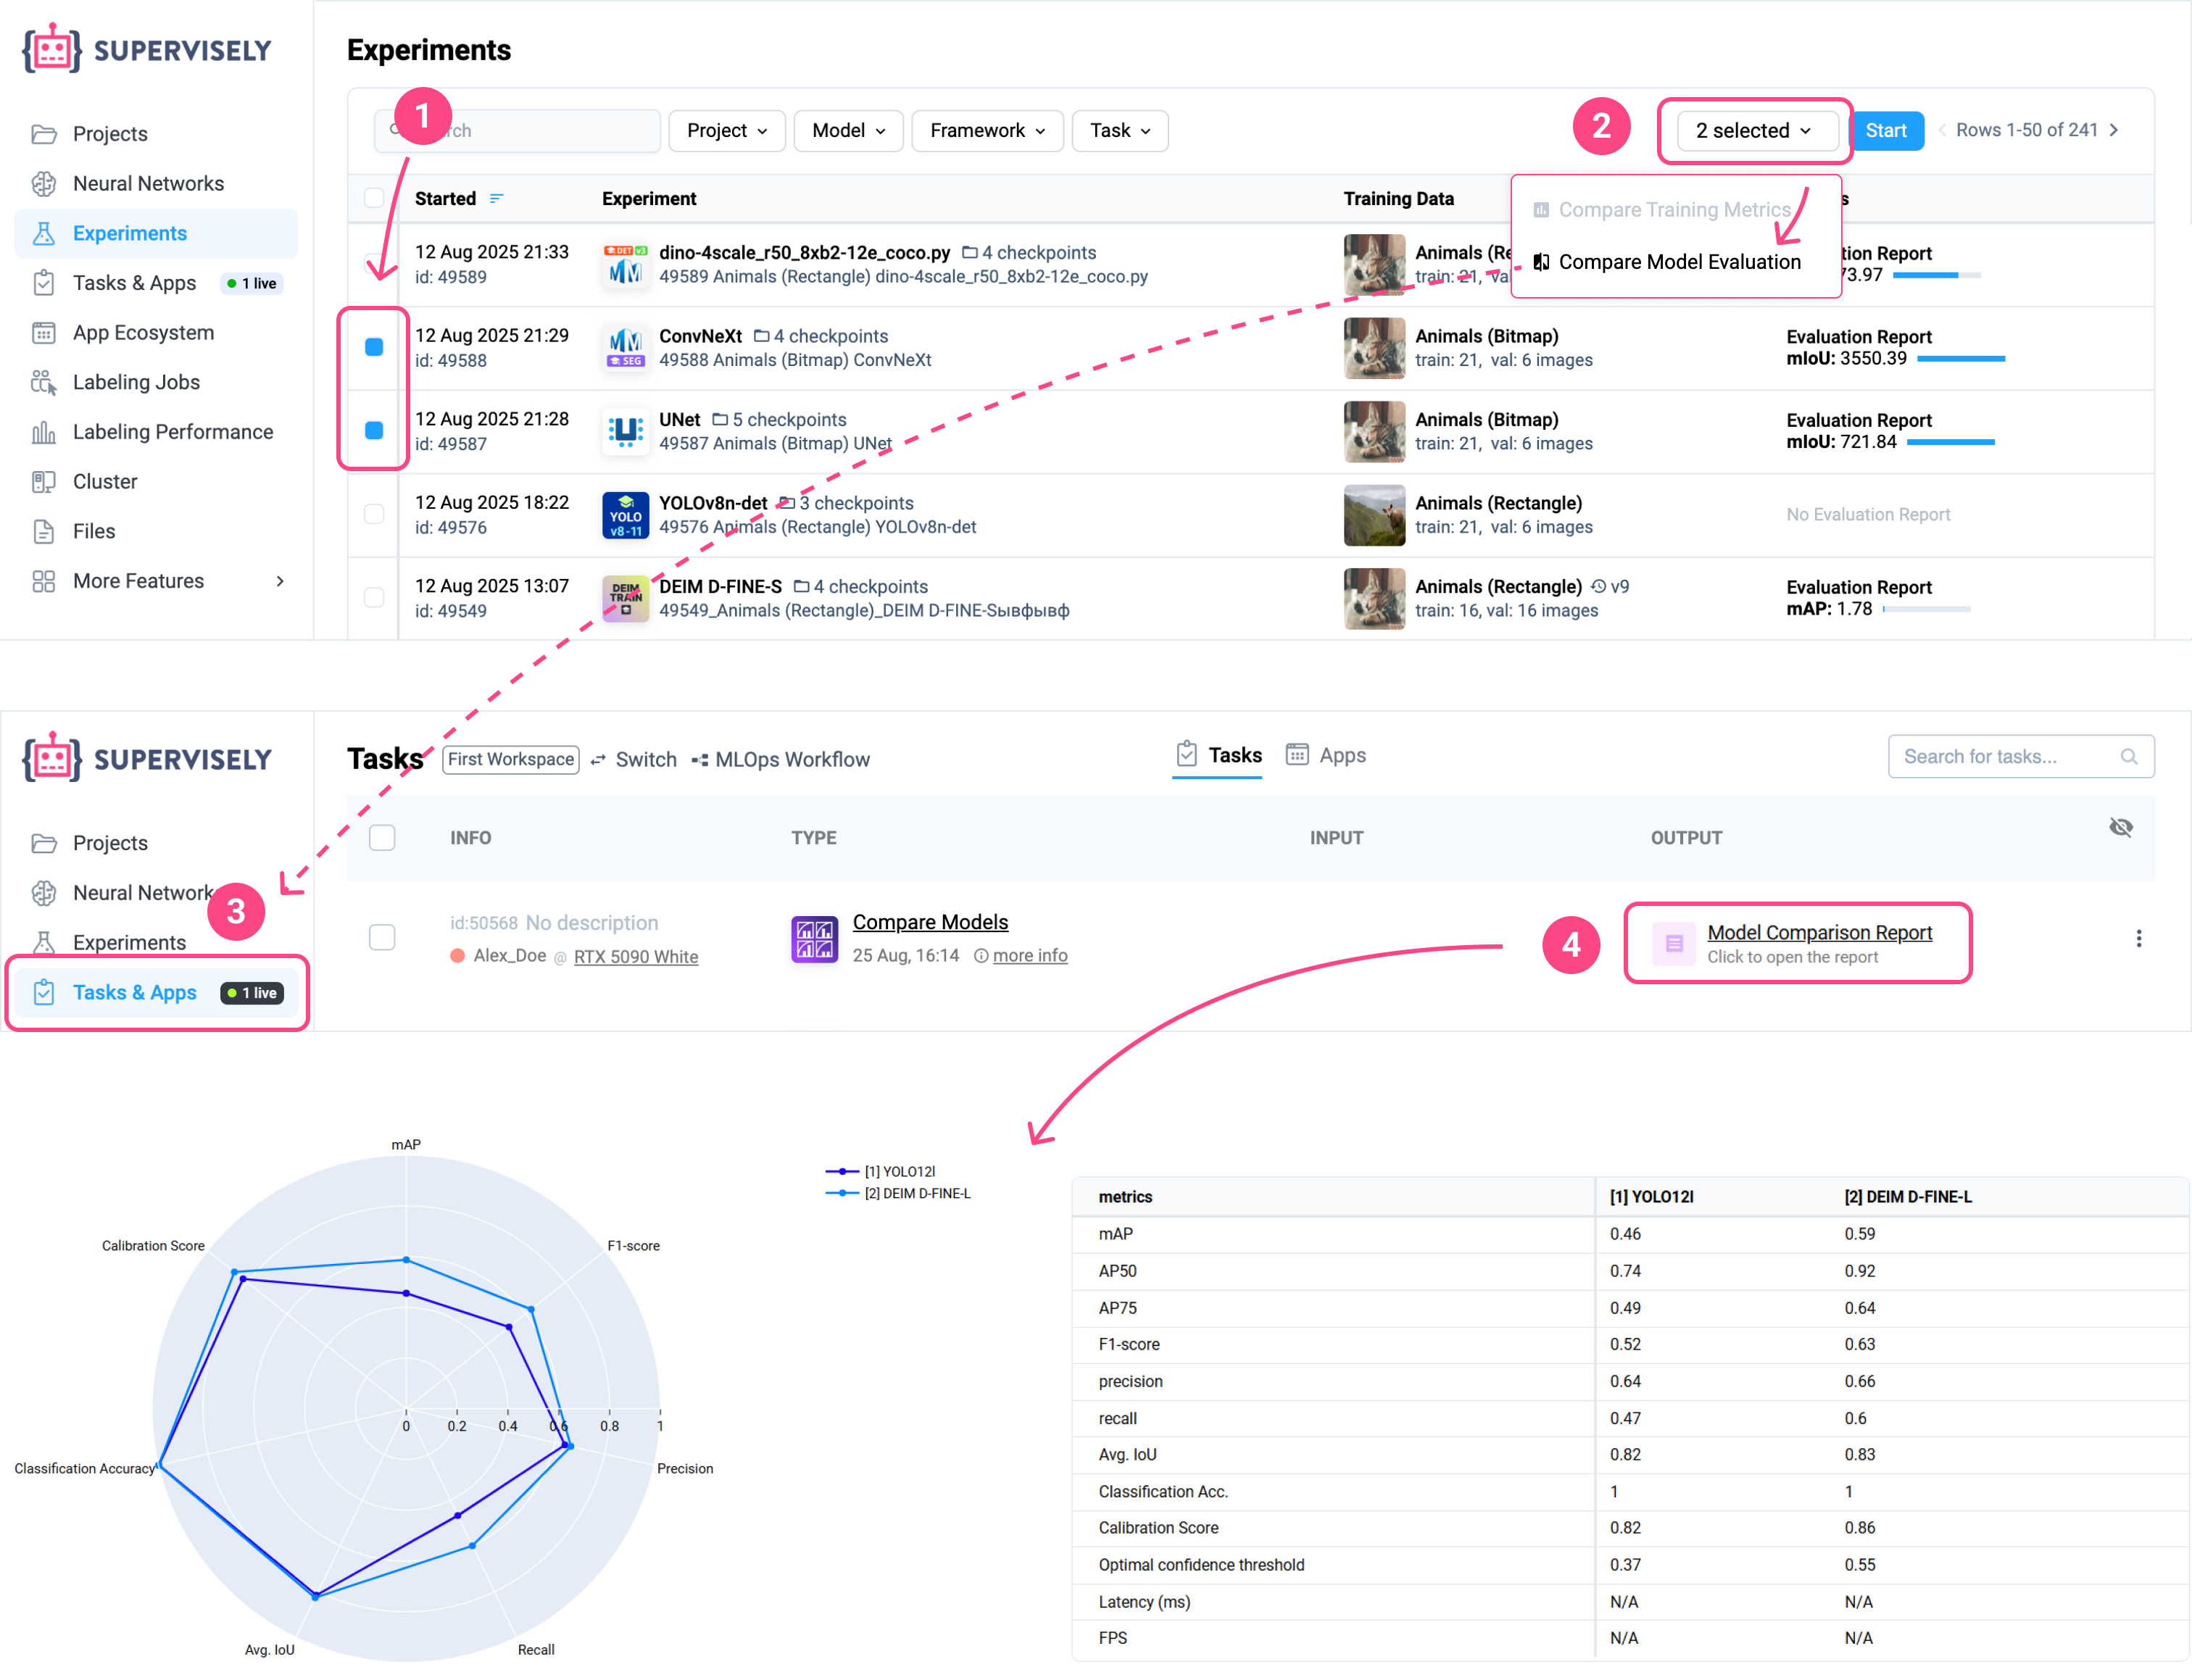 SUPERVISELY
Projects
Neural Networks
Experiments
Tasks & Apps 1 live
App Ecosystem
Labeling Jobs
Labeling Performance
Cluster
Files
More Features
Experiments
1
Project Model Framework Task
2
2 selected Start Rows 1-50 of 241
Compare Training Metrics
Compare Model Evaluation
Started Experiment Training Data
12 Aug 2025 21:33 dino-4scale_r50_8xb2-12e_coco.py 4 checkpoints
id: 49589 49589 Animals (Rectangle) dino-4scale_r50_8xb2-12e_coco.py
DET v3
12 Aug 2025 21:29 ConvNeXt 4 checkpoints Animals (Bitmap) Evaluation Report
id: 49588 49588 Animals (Bitmap) ConvNeXt train: 21, val: 6 images mIoU: 3550.39
SEG
12 Aug 2025 21:28 UNet 5 checkpoints Animals (Bitmap) Evaluation Report
id: 49587 49587 Animals (Bitmap) UNet train: 21, val: 6 images mIoU: 721.84
12 Aug 2025 18:22 YOLOv8n-det 3 checkpoints Animals (Rectangle) No Evaluation Report
id: 49576 49576 Animals (Rectangle) YOLOv8n-det train: 21, val: 6 images
YOLO
v8-11
12 Aug 2025 13:07 DEIM D-FINE-S 4 checkpoints Animals (Rectangle) v9 Evaluation Report
id: 49549 49549_Animals (Rectangle)_DEIM D-FINE-Sывфывф train: 16, val: 16 images mAP: 1.78
DEIM
TRAIN
SUPERVISELY
Projects
Neural Network
3
Experiments
Tasks & Apps 1 live
Tasks First Workspace Switch MLOps Workflow Tasks Apps Search for tasks...
INFO TYPE INPUT OUTPUT
id:50568 No description Compare Models
Alex_Doe @ RTX 5090 White 25 Aug, 16:14 more info
4
Model Comparison Report
Click to open the report
mAP
F1-score
Precision
Recall
Avg. IoU
Classification Accuracy
Calibration Score
0 0.2 0.4 0.6 0.8 1
[1] YOLO12l
[2] DEIM D-FINE-L
metrics [1] YOLO12l [2] DEIM D-FINE-L
mAP 0.46 0.59
AP50 0.74 0.92
AP75 0.49 0.64
F1-score 0.52 0.63
precision 0.64 0.66
recall 0.47 0.6
Avg. IoU 0.82 0.83
Classification Acc. 1 1
Calibration Score 0.82 0.86
Optimal confidence threshold 0.37 0.55
Latency (ms) N/A N/A
FPS N/A N/A